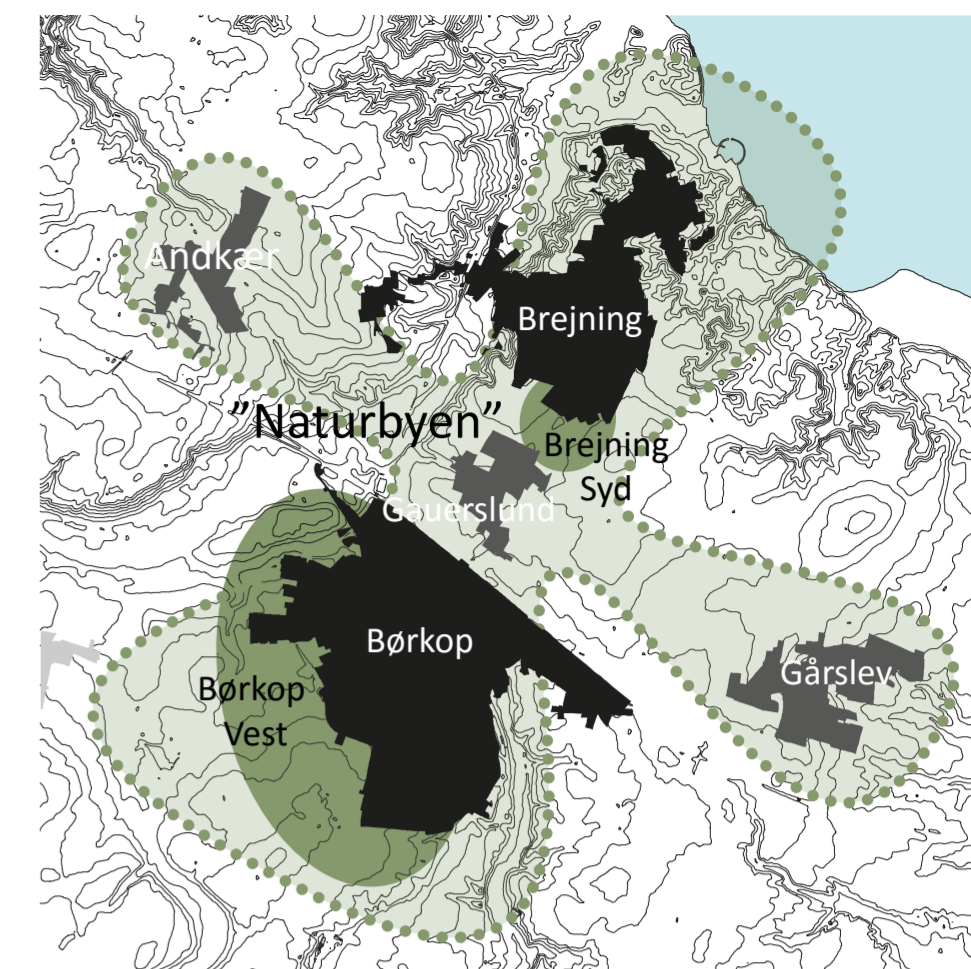 Andkær
Brejning
”Naturbyen”
Brejning
Syd
Gauerslund
Børkop
Børkop
Vest
Gårslev